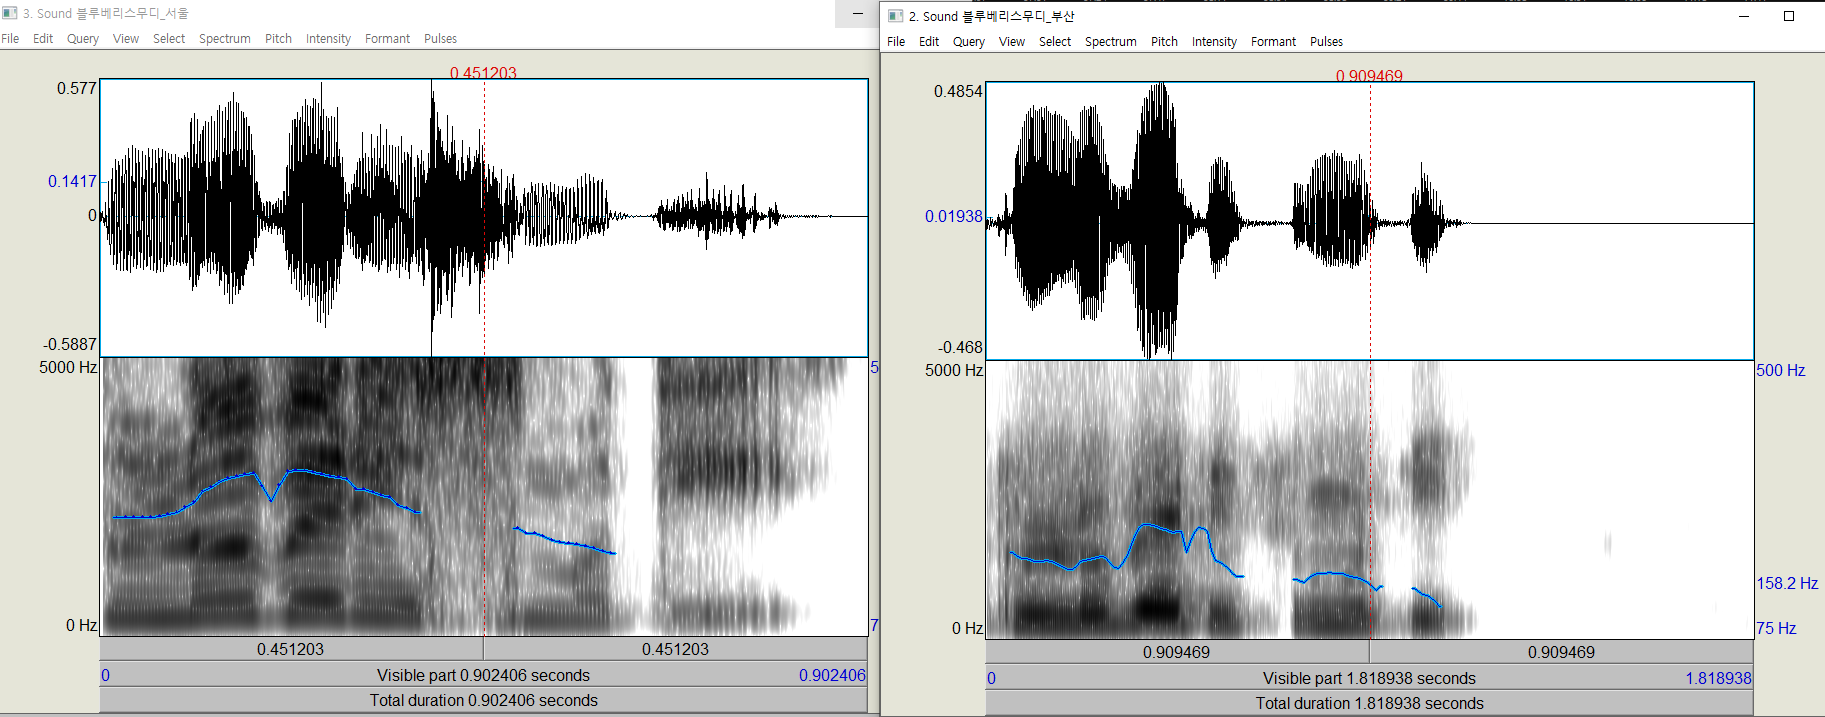 3. Sound 블루베리스무디_서울
File Edit Query View Select Spectrum Pitch Intensity Formant Pulses
0.451203
0.577
0.1417
0
-0.5887
5000 Hz
5
0 Hz
7
0.451203 0.451203
0 Visible part 0.902406 seconds 0.902406
Total duration 0.902406 seconds
2. Sound 블루베리스무디_부산
File Edit Query View Select Spectrum Pitch Intensity Formant Pulses
0.909469
0.4854
0.01938
-0.468
5000 Hz
500 Hz
158.2 Hz
0 Hz
75 Hz
0.909469 0.909469
0 Visible part 1.818938 seconds 1.818938
Total duration 1.818938 seconds